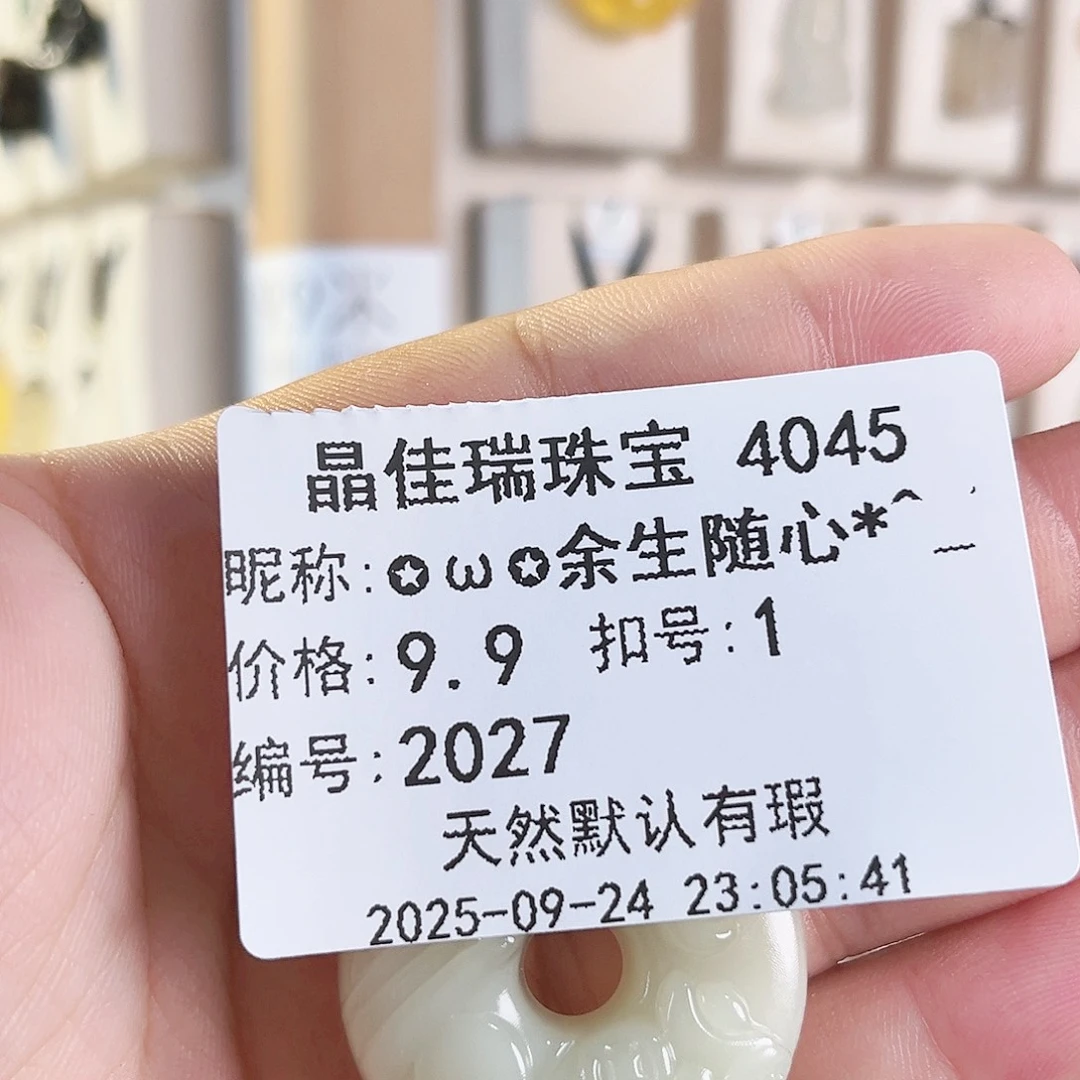 晶佳瑞珠宝 4045
昵称:✪ω✪余生随心*^_
价格:9.9 扣号:1
编号:2027
天然默认有瑕
2025-09-24 23:05:41